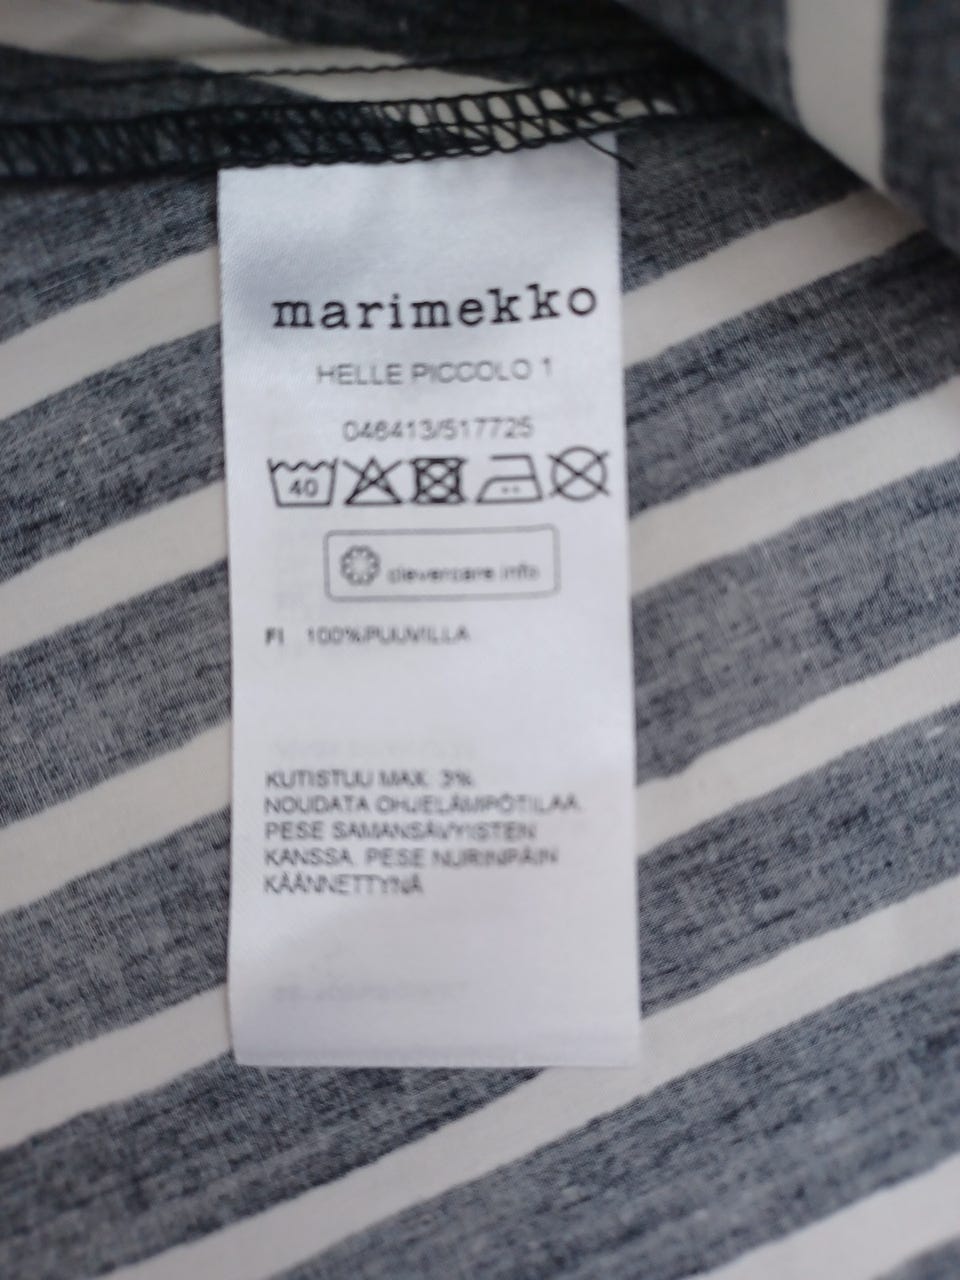 marimekko
HELLE PICCOLO 1
046413/517725
40
clevercare.info
FI 100%PUUVILLA
KUTISTUU MAX. 3%.
NOUDATA OHJELÄMPÖTILAA.
PESE SAMANSÄVYISTEN
KANSSA. PESE NURINPÄIN
KÄÄNNETTYNÄ